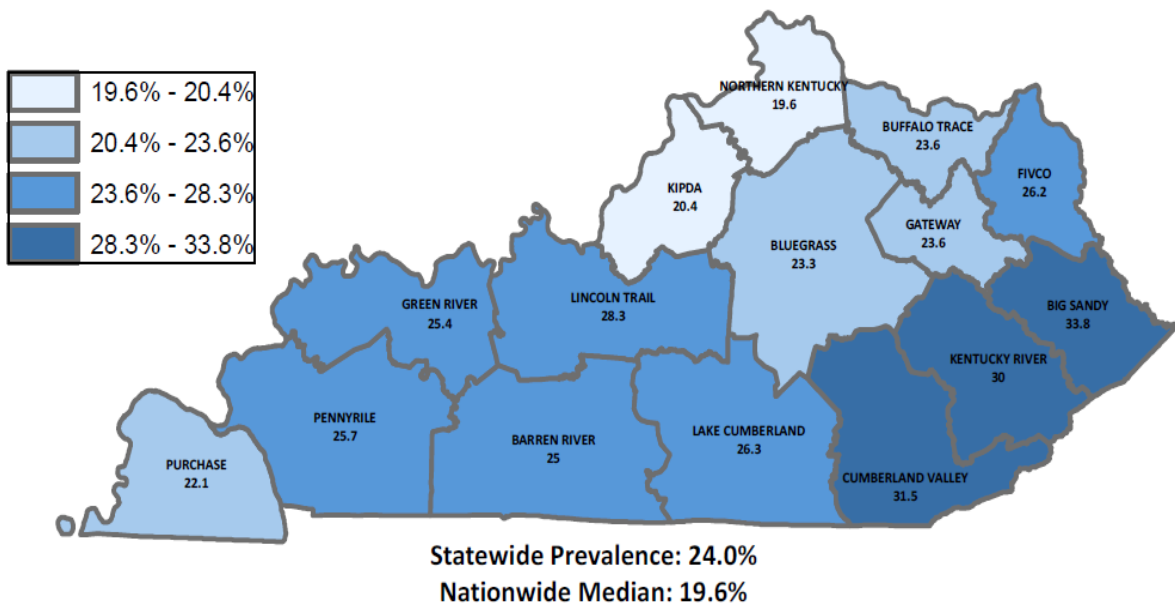 19.6% - 20.4%
20.4% - 23.6%
23.6% - 28.3%
28.3% - 33.8%
NORTHERN KENTUCKY
19.6
BUFFALO TRACE
23.6
FIVCO
26.2
KIPDA
20.4
GATEWAY
23.6
BLUEGRASS
23.3
GREEN RIVER
25.4
LINCOLN TRAIL
28.3
BIG SANDY
33.8
KENTUCKY RIVER
30
PENNYRILE
25.7
BARREN RIVER
25
LAKE CUMBERLAND
26.3
PURCHASE
22.1
CUMBERLAND VALLEY
31.5
Statewide Prevalence: 24.0%
Nationwide Median: 19.6%